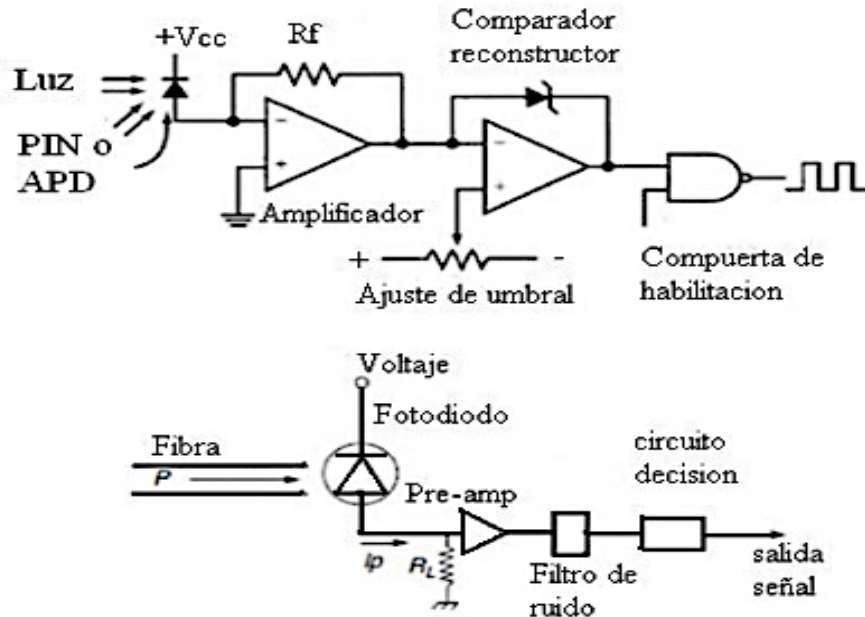 Comparador
reconstructor
+Vcc
Rf
Luz
PIN o
APD
-
+
Amplificador
-
+
+ -
Ajuste de umbral
Compuerta de
habilitacion
Voltaje
Fotodiodo
Fibra
P
circuito
decision
Pre-amp
Ip
RL
Filtro de
ruido
salida
señal